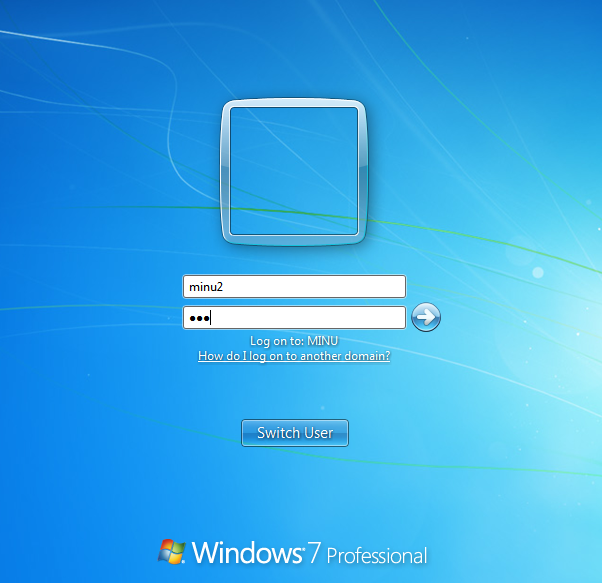 minu2
●●●
Log on to: MINU
How do I log on to another domain?
Switch User
Windows 7 Professional